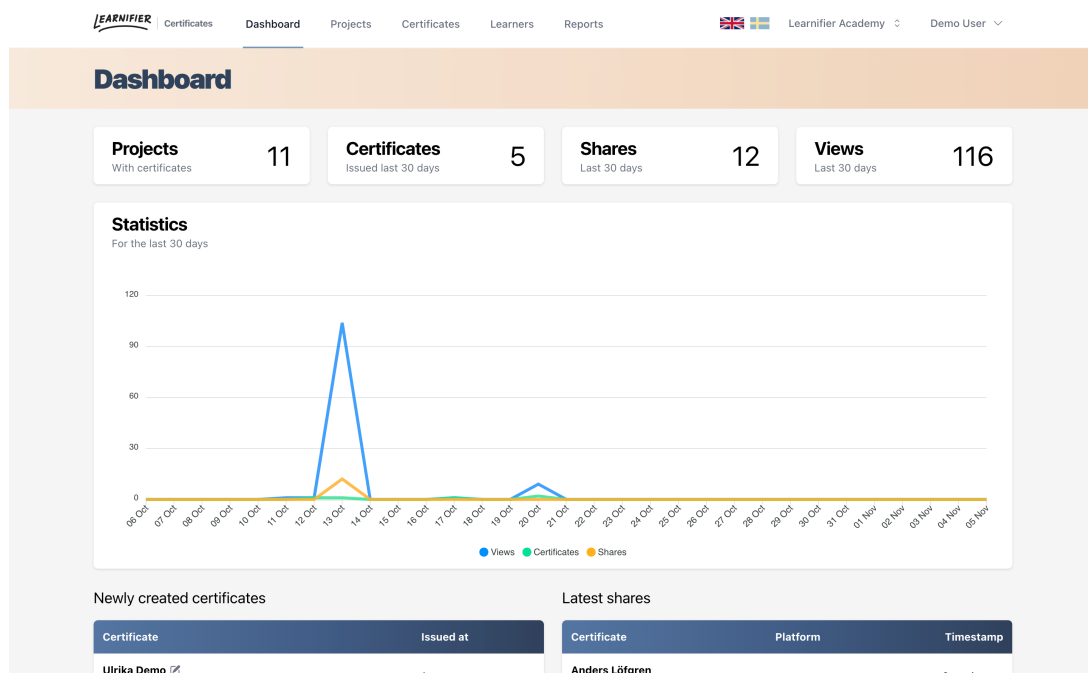 LEARNIFIER Certificates Dashboard Projects Certificates Learners Reports Learnifier Academy Demo User
Dashboard
Projects
With certificates
11
Certificates
Issued last 30 days
5
Shares
Last 30 days
12
Views
Last 30 days
116
Statistics
For the last 30 days
120
90
60
30
0
06 Oct 07 Oct 08 Oct 09 Oct 10 Oct 11 Oct 12 Oct 13 Oct 14 Oct 15 Oct 16 Oct 17 Oct 18 Oct 19 Oct 20 Oct 21 Oct 22 Oct 23 Oct 24 Oct 25 Oct 26 Oct 27 Oct 28 Oct 29 Oct 30 Oct 31 Oct 01 Nov 02 Nov 03 Nov 04 Nov 05 Nov
Views Certificates Shares
Newly created certificates
Certificate Issued at
Ulrika Demo
Latest shares
Certificate Platform Timestamp
Anders Löfgren